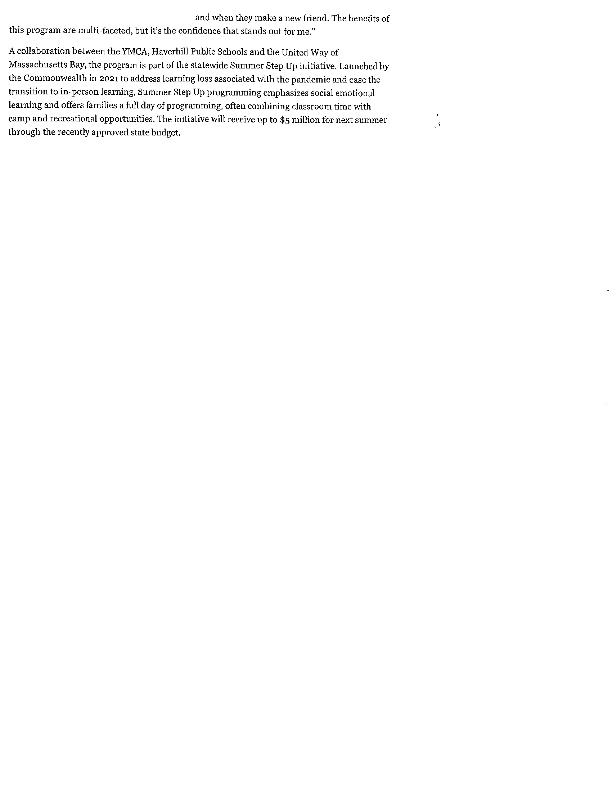 and when they make a new friend. The benefits of
this program are multi-faceted, but it's the confidence that stands out for me."
A collaboration between the YMCA, Haverhill Public Schools and the United Way of
Massachusetts Bay, the program is part of the statewide Summer Step Up initiative. Launched by
the Commonwealth in 2021 to address learning loss associated with the pandemic and ease the
transition to in-person learning, Summer Step Up programming emphasizes social emotional
learning and offers families a full day of programming, often combining classroom time with
camp and recreational opportunities. The initiative will receive up to $5 million for next summer
through the recently approved state budget.